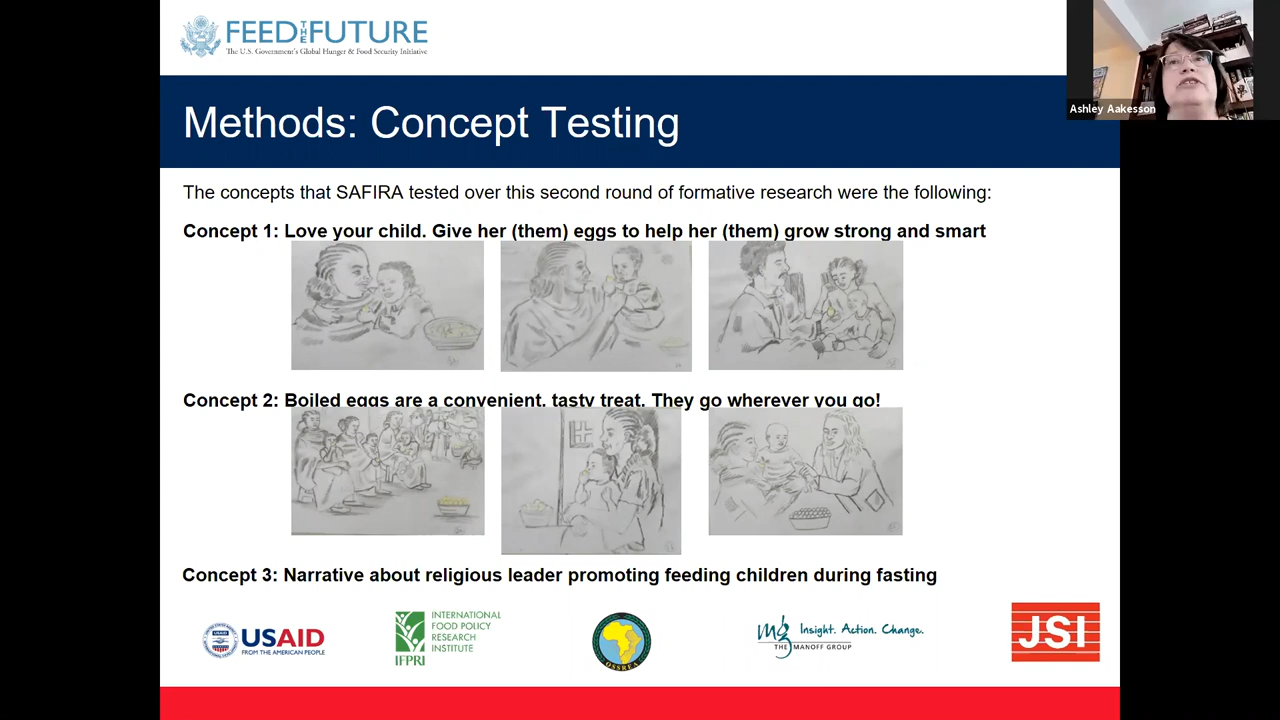 FEED THE FUTURE
The U.S. Government's Global Hunger & Food Security Initiative
Ashley Aakesson
Methods: Concept Testing
The concepts that SAFIRA tested over this second round of formative research were the following:
Concept 1: Love your child. Give her (them) eggs to help her (them) grow strong and smart
Concept 2: Boiled eggs are a convenient, tasty treat. They go wherever you go!
Concept 3: Narrative about religious leader promoting feeding children during fasting
USAID
FROM THE AMERICAN PEOPLE
IFPRI
INTERNATIONAL
FOOD POLICY
RESEARCH
INSTITUTE
OSSREA
mg Insight. Action. Change.
THE MANOFF GROUP
JSI